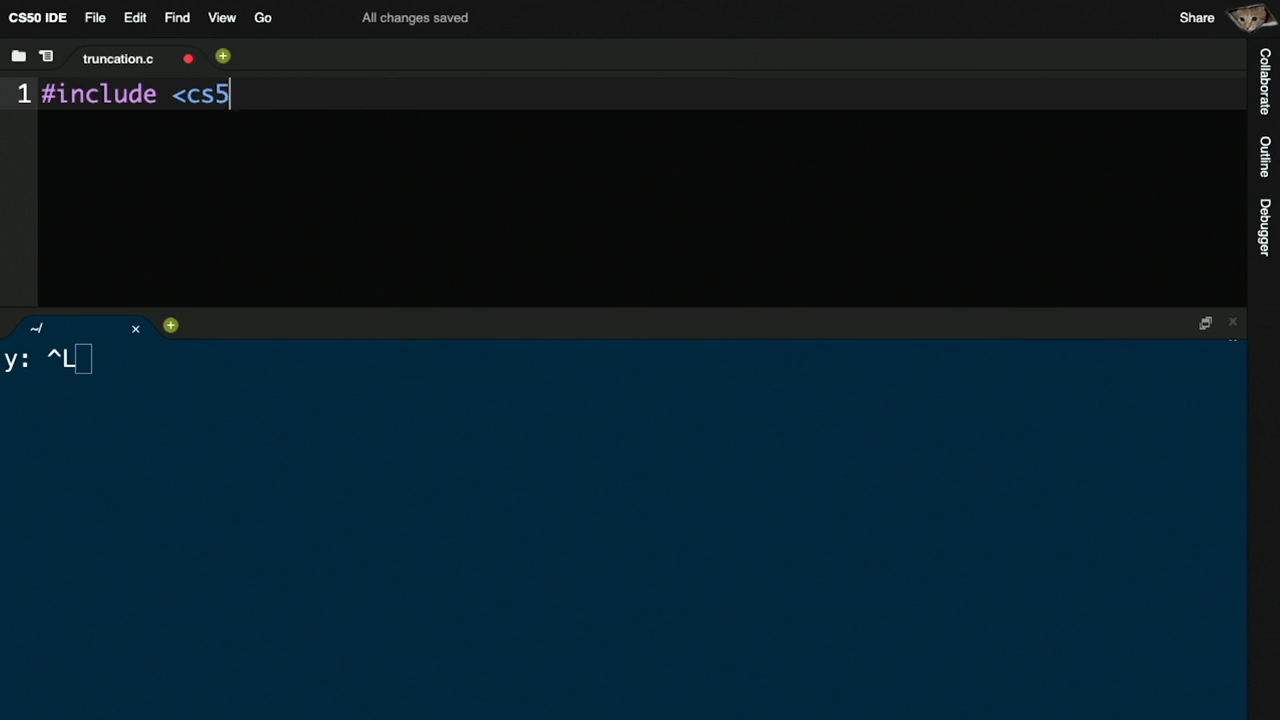 CS50 IDE File Edit Find View Go All changes saved Share
truncation.c
1 #include <cs5
~/
y: ^L
Collaborate
Outline
Debugger